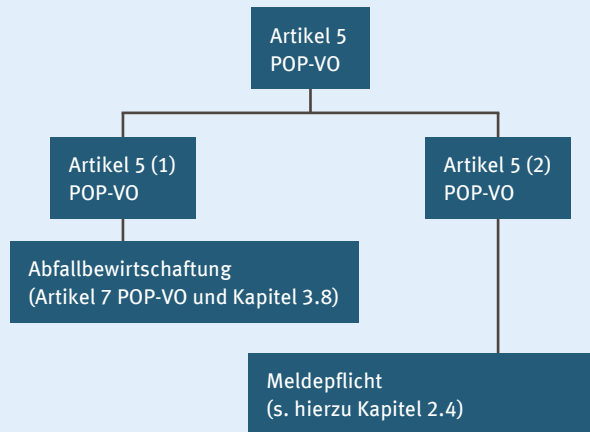 Artikel 5
POP-VO
Artikel 5 (1)
POP-VO
Artikel 5 (2)
POP-VO
Abfallbewirtschaftung
(Artikel 7 POP-VO und Kapitel 3.8)
Meldepflicht
(s. hierzu Kapitel 2.4)